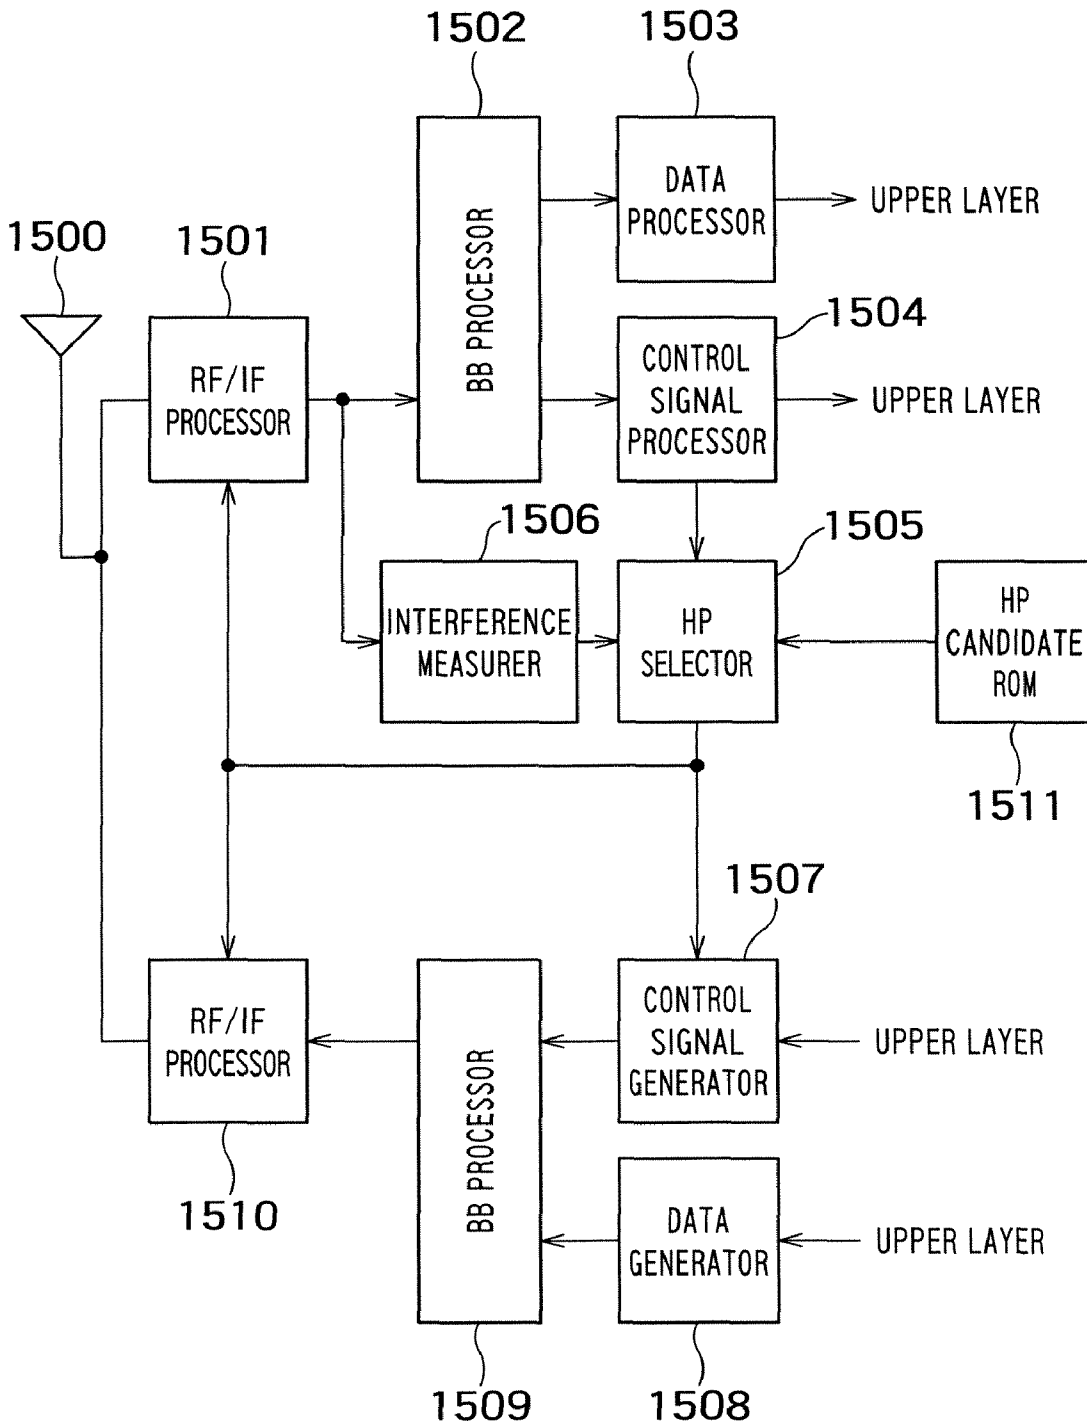 1502
1503
DATA
PROCESSOR
UPPER LAYER
1500
1501
BB PROCESSOR
1504
RF/IF
PROCESSOR
CONTROL
SIGNAL
PROCESSOR
UPPER LAYER
1506
1505
INTERFERENCE
MEASURER
HP
SELECTOR
HP
CANDIDATE
ROM
1511
1507
RF/IF
PROCESSOR
BB PROCESSOR
CONTROL
SIGNAL
GENERATOR
UPPER LAYER
1510
DATA
GENERATOR
UPPER LAYER
1509
1508